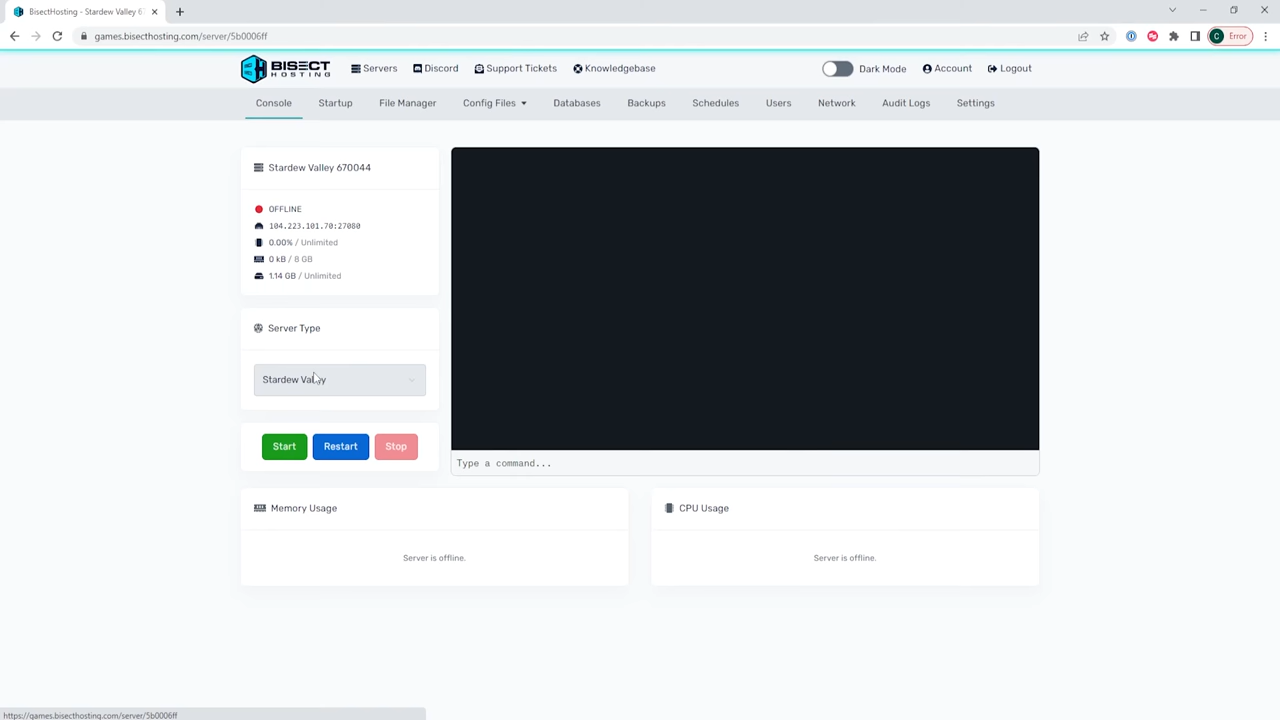 BisectHosting - Stardew Valley 67
games.bisecthosting.com/server/5b0006ff
C Error
BISECT
HOSTING
Servers Discord Support Tickets Knowledgebase Dark Mode Account Logout
Console Startup File Manager Config Files Databases Backups Schedules Users Network Audit Logs Settings
Stardew Valley 670044
OFFLINE
104.223.101.70:27080
0.00% / Unlimited
0 kB / 8 GB
1.14 GB / Unlimited
Server Type
Stardew Valley
Start Restart Stop
Type a command...
Memory Usage
Server is offline.
CPU Usage
Server is offline.
https://games.bisecthosting.com/server/5b0006ff